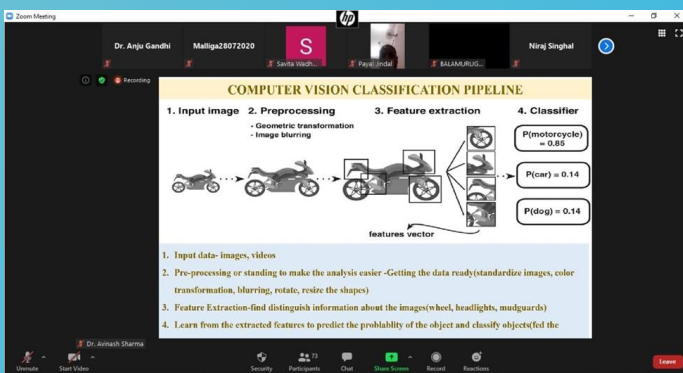 Zoom Meeting
hp
Dr. Anju Gandhi
Malliga28072020
S
Savita Wadh...
Payal Jindal
BALAMURUG...
Niraj Singhal
Recording
COMPUTER VISION CLASSIFICATION PIPELINE
1. Input image 2. Preprocessing 3. Feature extraction 4. Classifier
- Geometric transformation
- Image blurring
P(motorcycle)
= 0.85
P(car) = 0.14
P(dog) = 0.14
features vector
1. Input data- images, videos
2. Pre-processing or standing to make the analysis easier -Getting the data ready(standardize images, color
transformation, blurring, rotate, resize the shapes)
3. Feature Extraction-find distinguish information about the images(wheel, headlights, mudguards)
4. Learn from the extracted features to predict the problablity of the object and classify objects(fed the
Dr. Avinash Sharma
Unmute Start Video Security Participants 73 Chat Share Screen Record Reactions Leave